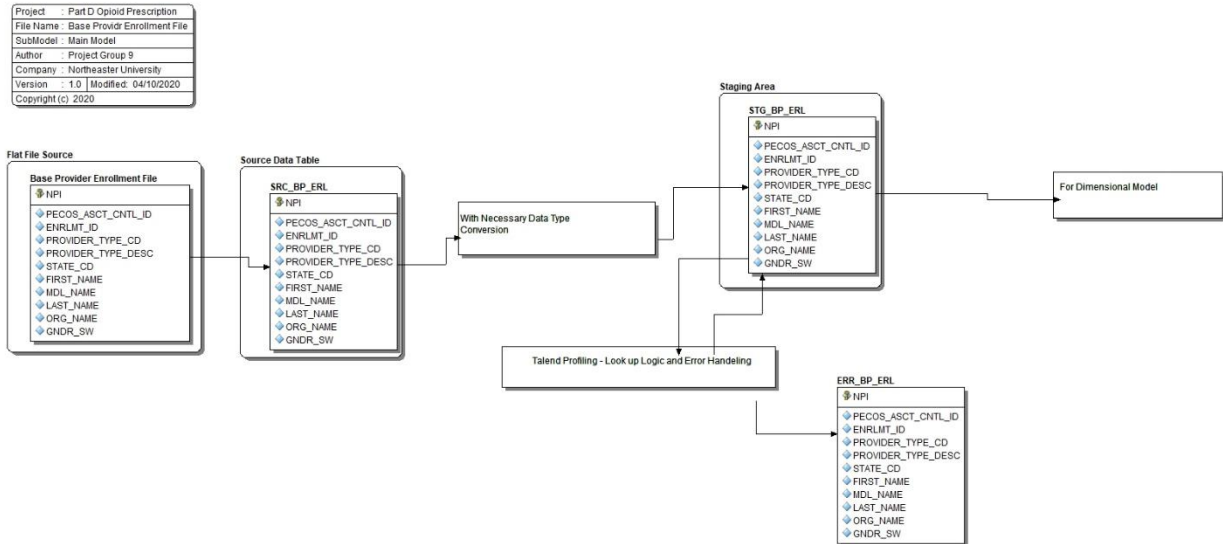 Project : Part D Opioid Prescription
File Name : Base Providr Enrollment File
SubModel : Main Model
Author : Project Group 9
Company : Northeaster University
Version : 1.0 Modified: 04/10/2020
Copyright (c) 2020
Flat File Source
Base Provider Enrollment File
NPI
PECOS_ASCT_CNTL_ID
ENRLMT_ID
PROVIDER_TYPE_CD
PROVIDER_TYPE_DESC
STATE_CD
FIRST_NAME
MDL_NAME
LAST_NAME
ORG_NAME
GNDR_SW
Source Data Table
SRC_BP_ERL
NPI
PECOS_ASCT_CNTL_ID
ENRLMT_ID
PROVIDER_TYPE_CD
PROVIDER_TYPE_DESC
STATE_CD
FIRST_NAME
MDL_NAME
LAST_NAME
ORG_NAME
GNDR_SW
With Necessary Data Type
Conversion
Staging Area
STG_BP_ERL
NPI
PECOS_ASCT_CNTL_ID
ENRLMT_ID
PROVIDER_TYPE_CD
PROVIDER_TYPE_DESC
STATE_CD
FIRST_NAME
MDL_NAME
LAST_NAME
ORG_NAME
GNDR_SW
For Dimensional Model
Talend Profiling - Look up Logic and Error Handeling
ERR_BP_ERL
NPI
PECOS_ASCT_CNTL_ID
ENRLMT_ID
PROVIDER_TYPE_CD
PROVIDER_TYPE_DESC
STATE_CD
FIRST_NAME
MDL_NAME
LAST_NAME
ORG_NAME
GNDR_SW